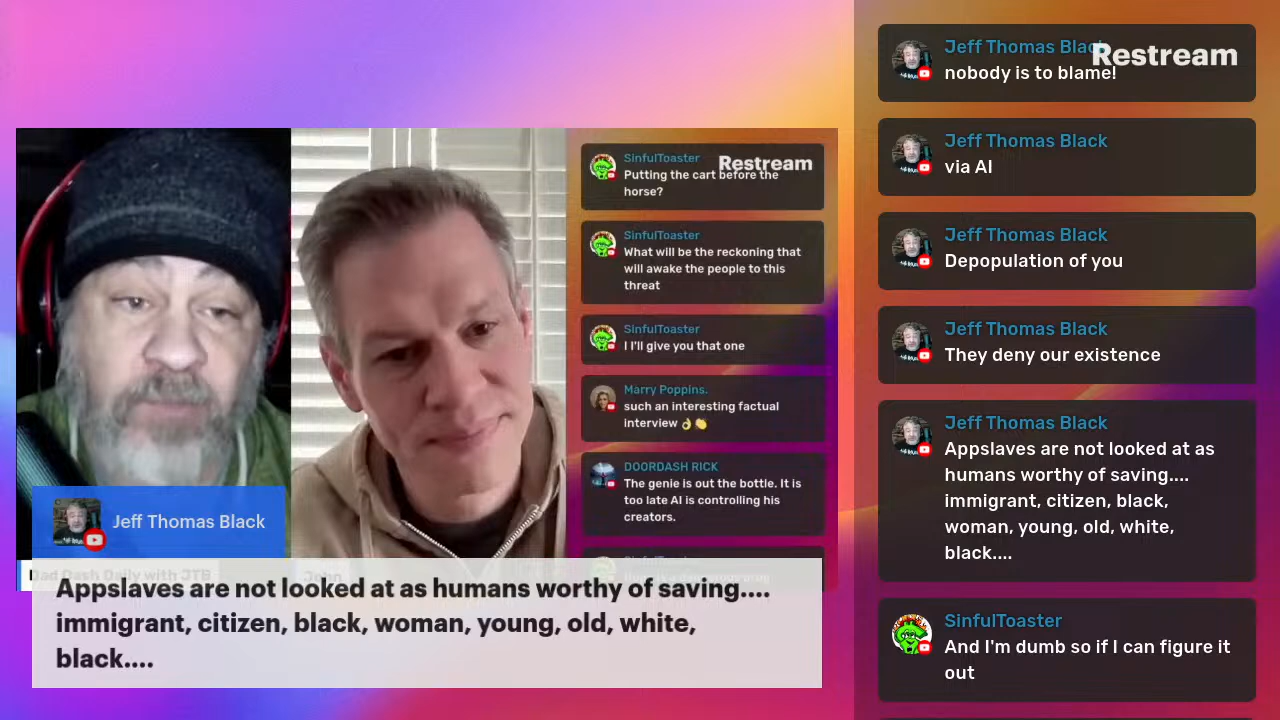 SinfulToaster
Restream
Putting the cart before the
horse?
SinfulToaster
What will be the reckoning that
will awake the people to this
threat
SinfulToaster
I I'll give you that one
Marry Poppins.
such an interesting factual
interview 👌👏
DOORDASH RICK
The genie is out the bottle. It is
too late AI is controlling his
creators.
Jeff Thomas Black
Dad Dash Daily with JTB
John
Appslaves are not looked at as humans worthy of saving....
immigrant, citizen, black, woman, young, old, white,
black....
Jeff Thomas Black
Restream
nobody is to blame!
Jeff Thomas Black
via AI
Jeff Thomas Black
Depopulation of you
Jeff Thomas Black
They deny our existence
Jeff Thomas Black
Appslaves are not looked at as
humans worthy of saving....
immigrant, citizen, black,
woman, young, old, white,
black....
SinfulToaster
And I'm dumb so if I can figure it
out